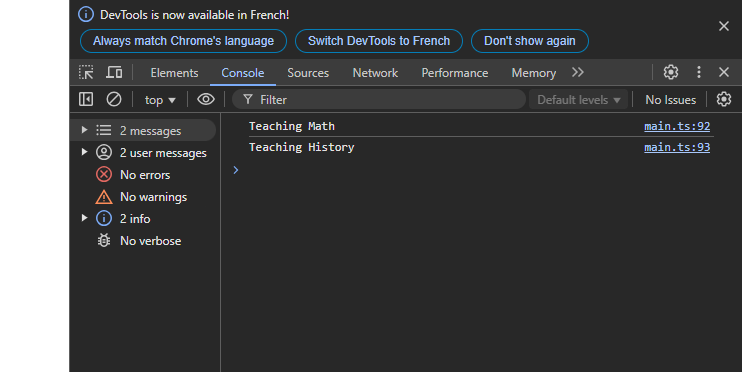 DevTools is now available in French!
Always match Chrome's language Switch DevTools to French Don't show again
Elements Console Sources Network Performance Memory
top Filter Default levels No Issues
2 messages
2 user messages
No errors
No warnings
2 info
No verbose
Teaching Math main.ts:92
Teaching History main.ts:93